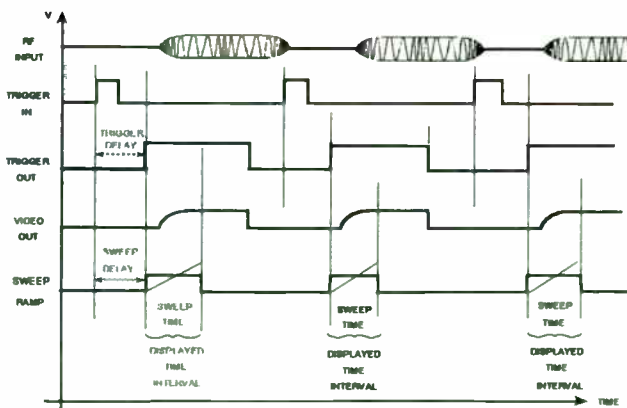 V
RF
INPUT
TRIGGER
IN
TRIGGER
DELAY
TRIGGER
OUT
VIDEO
OUT
SWEEP
DELAY
SWEEP
RAMP
SWEEP
TIME
SWEEP
TIME
SWEEP
TIME
DISPLAYED
TIME
INTERVAL
DISPLAYED
TIME
INTERVAL
DISPLAYED
TIME
INTERVAL
TIME